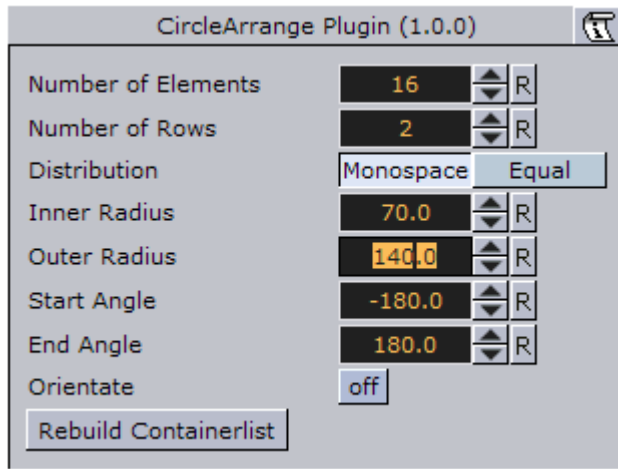 CircleArrange Plugin (1.0.0)
Number of Elements 16 R
Number of Rows 2 R
Distribution Monospace Equal
Inner Radius 70.0 R
Outer Radius 140.0 R
Start Angle -180.0 R
End Angle 180.0 R
Orientate off
Rebuild Containerlist